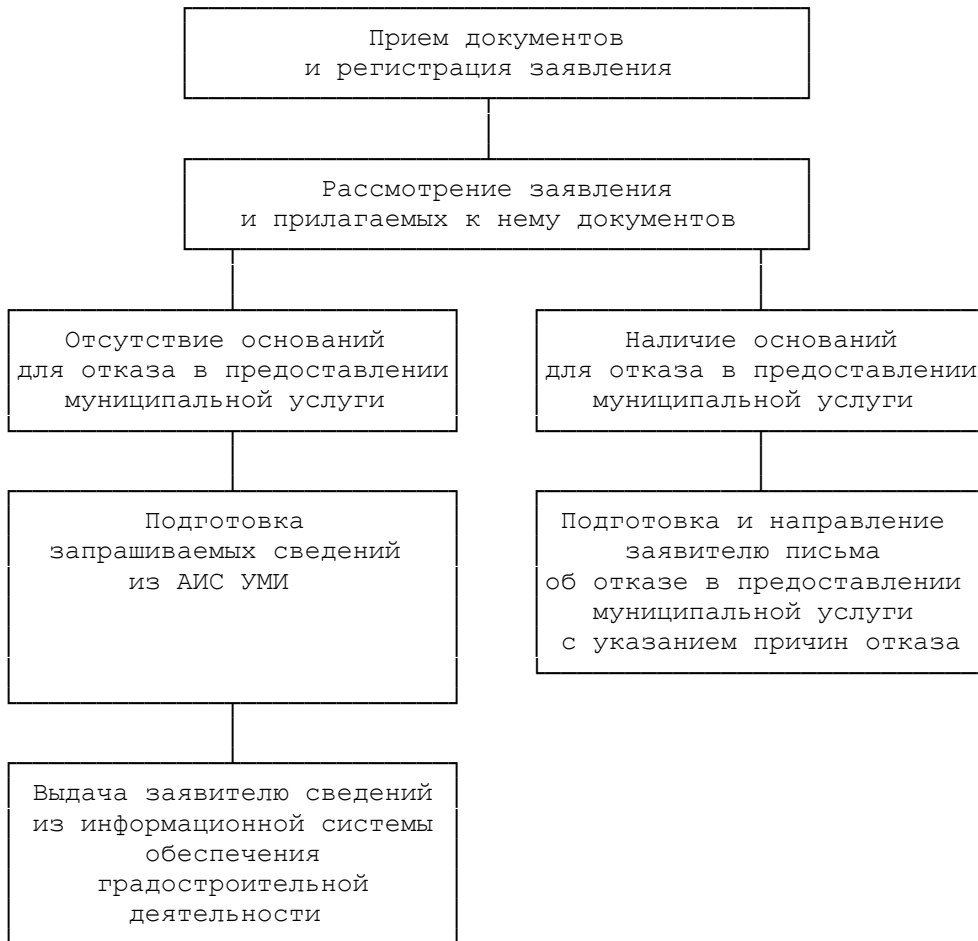 Прием документов
и регистрация заявления
Рассмотрение заявления
и прилагаемых к нему документов
Отсутствие оснований
для отказа в предоставлении
муниципальной услуги
Наличие оснований
для отказа в предоставлении
муниципальной услуги
Подготовка
запрашиваемых сведений
из АИС УМИ
Подготовка и направление
заявителю письма
об отказе в предоставлении
муниципальной услуги
с указанием причин отказа
Выдача заявителю сведений
из информационной системы
обеспечения
градостроительной
деятельности